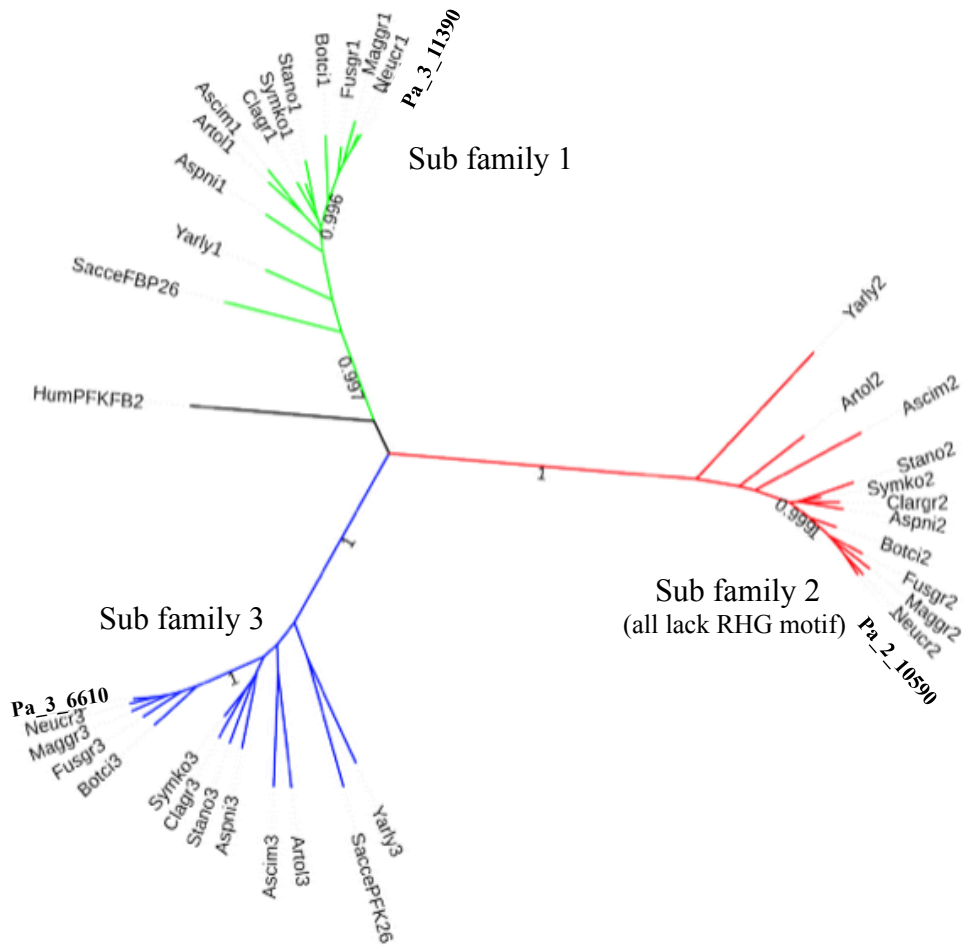 Pa_3_11390
Neucr1
Maggr1
Fusgr1
Botci1
Stano1
Symko1
Clagr1
Ascim1
Artol1
Aspni1
Yarly1
SacceFBP26
Sub family 1
0.996
0.997
HumPFKFB2
Yarly2
Artol2
Ascim2
Stano2
Symko2
Clargr2
Aspni2
Botci2
Fusgr2
Maggr2
Neucr2
Pa_2_10590
1
0.999
1
Sub family 2
(all lack RHG motif)
1
Sub family 3
1
Pa_3_6610
Neucr3
Maggr3
Fusgr3
Botci3
Symko3
Clagr3
Stano3
Aspni3
Ascim3
Artol3
SaccePFK26
Yarly3